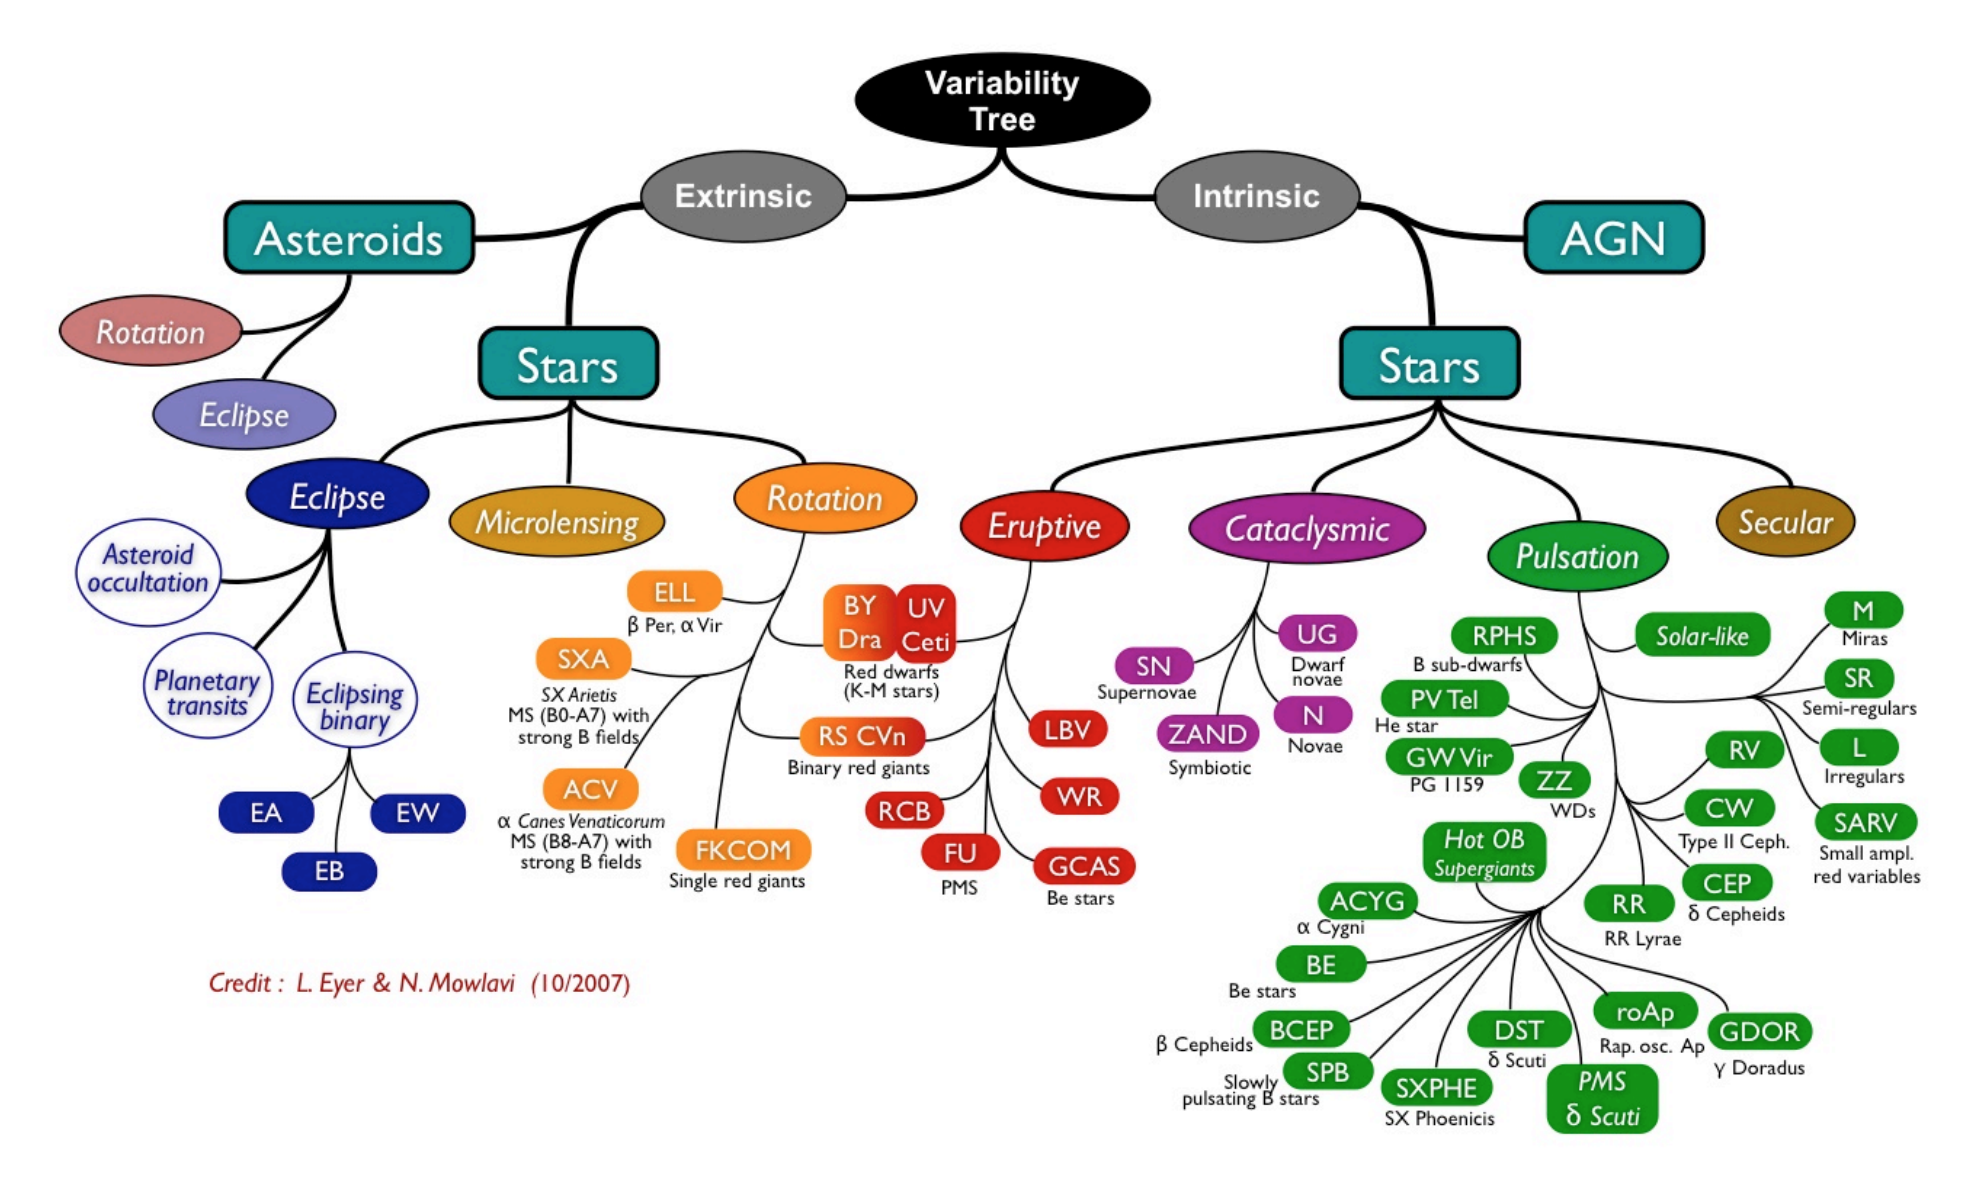 Variability
Tree
Extrinsic
Intrinsic
Asteroids
AGN
Rotation
Eclipse
Stars
Stars
Eclipse
Microlensing
Rotation
Eruptive
Cataclysmic
Pulsation
Secular
Asteroid
occultation
Planetary
transits
Eclipsing
binary
EA
EB
EW
ELL
β Per, α Vir
SXA
SX Arietis
MS (B0-A7) with
strong B fields
ACV
α Canes Venaticorum
MS (B8-A7) with
strong B fields
FKCOM
Single red giants
BY
Dra
UV
Ceti
Red dwarfs
(K-M stars)
RS CVn
Binary red giants
LBV
WR
RCB
FU
PMS
GCAS
Be stars
SN
Supernovae
ZAND
Symbiotic
UG
Dwarf
novae
N
Novae
RPHS
B sub-dwarfs
PV Tel
He star
GW Vir
PG 1159
ZZ
WDs
Solar-like
M
Miras
SR
Semi-regulars
L
Irregulars
SARV
Small ampl.
red variables
RV
CW
Type II Ceph.
CEP
δ Cepheids
RR
RR Lyrae
Hot OB
Supergiants
ACYG
α Cygni
BE
Be stars
BCEP
β Cepheids
SPB
Slowly
pulsating B stars
SXPHE
SX Phoenicis
DST
δ Scuti
PMS
δ Scuti
roAp
Rap. osc. Ap
GDOR
γ Doradus
Credit : L. Eyer & N. Mowlavi (10/2007)